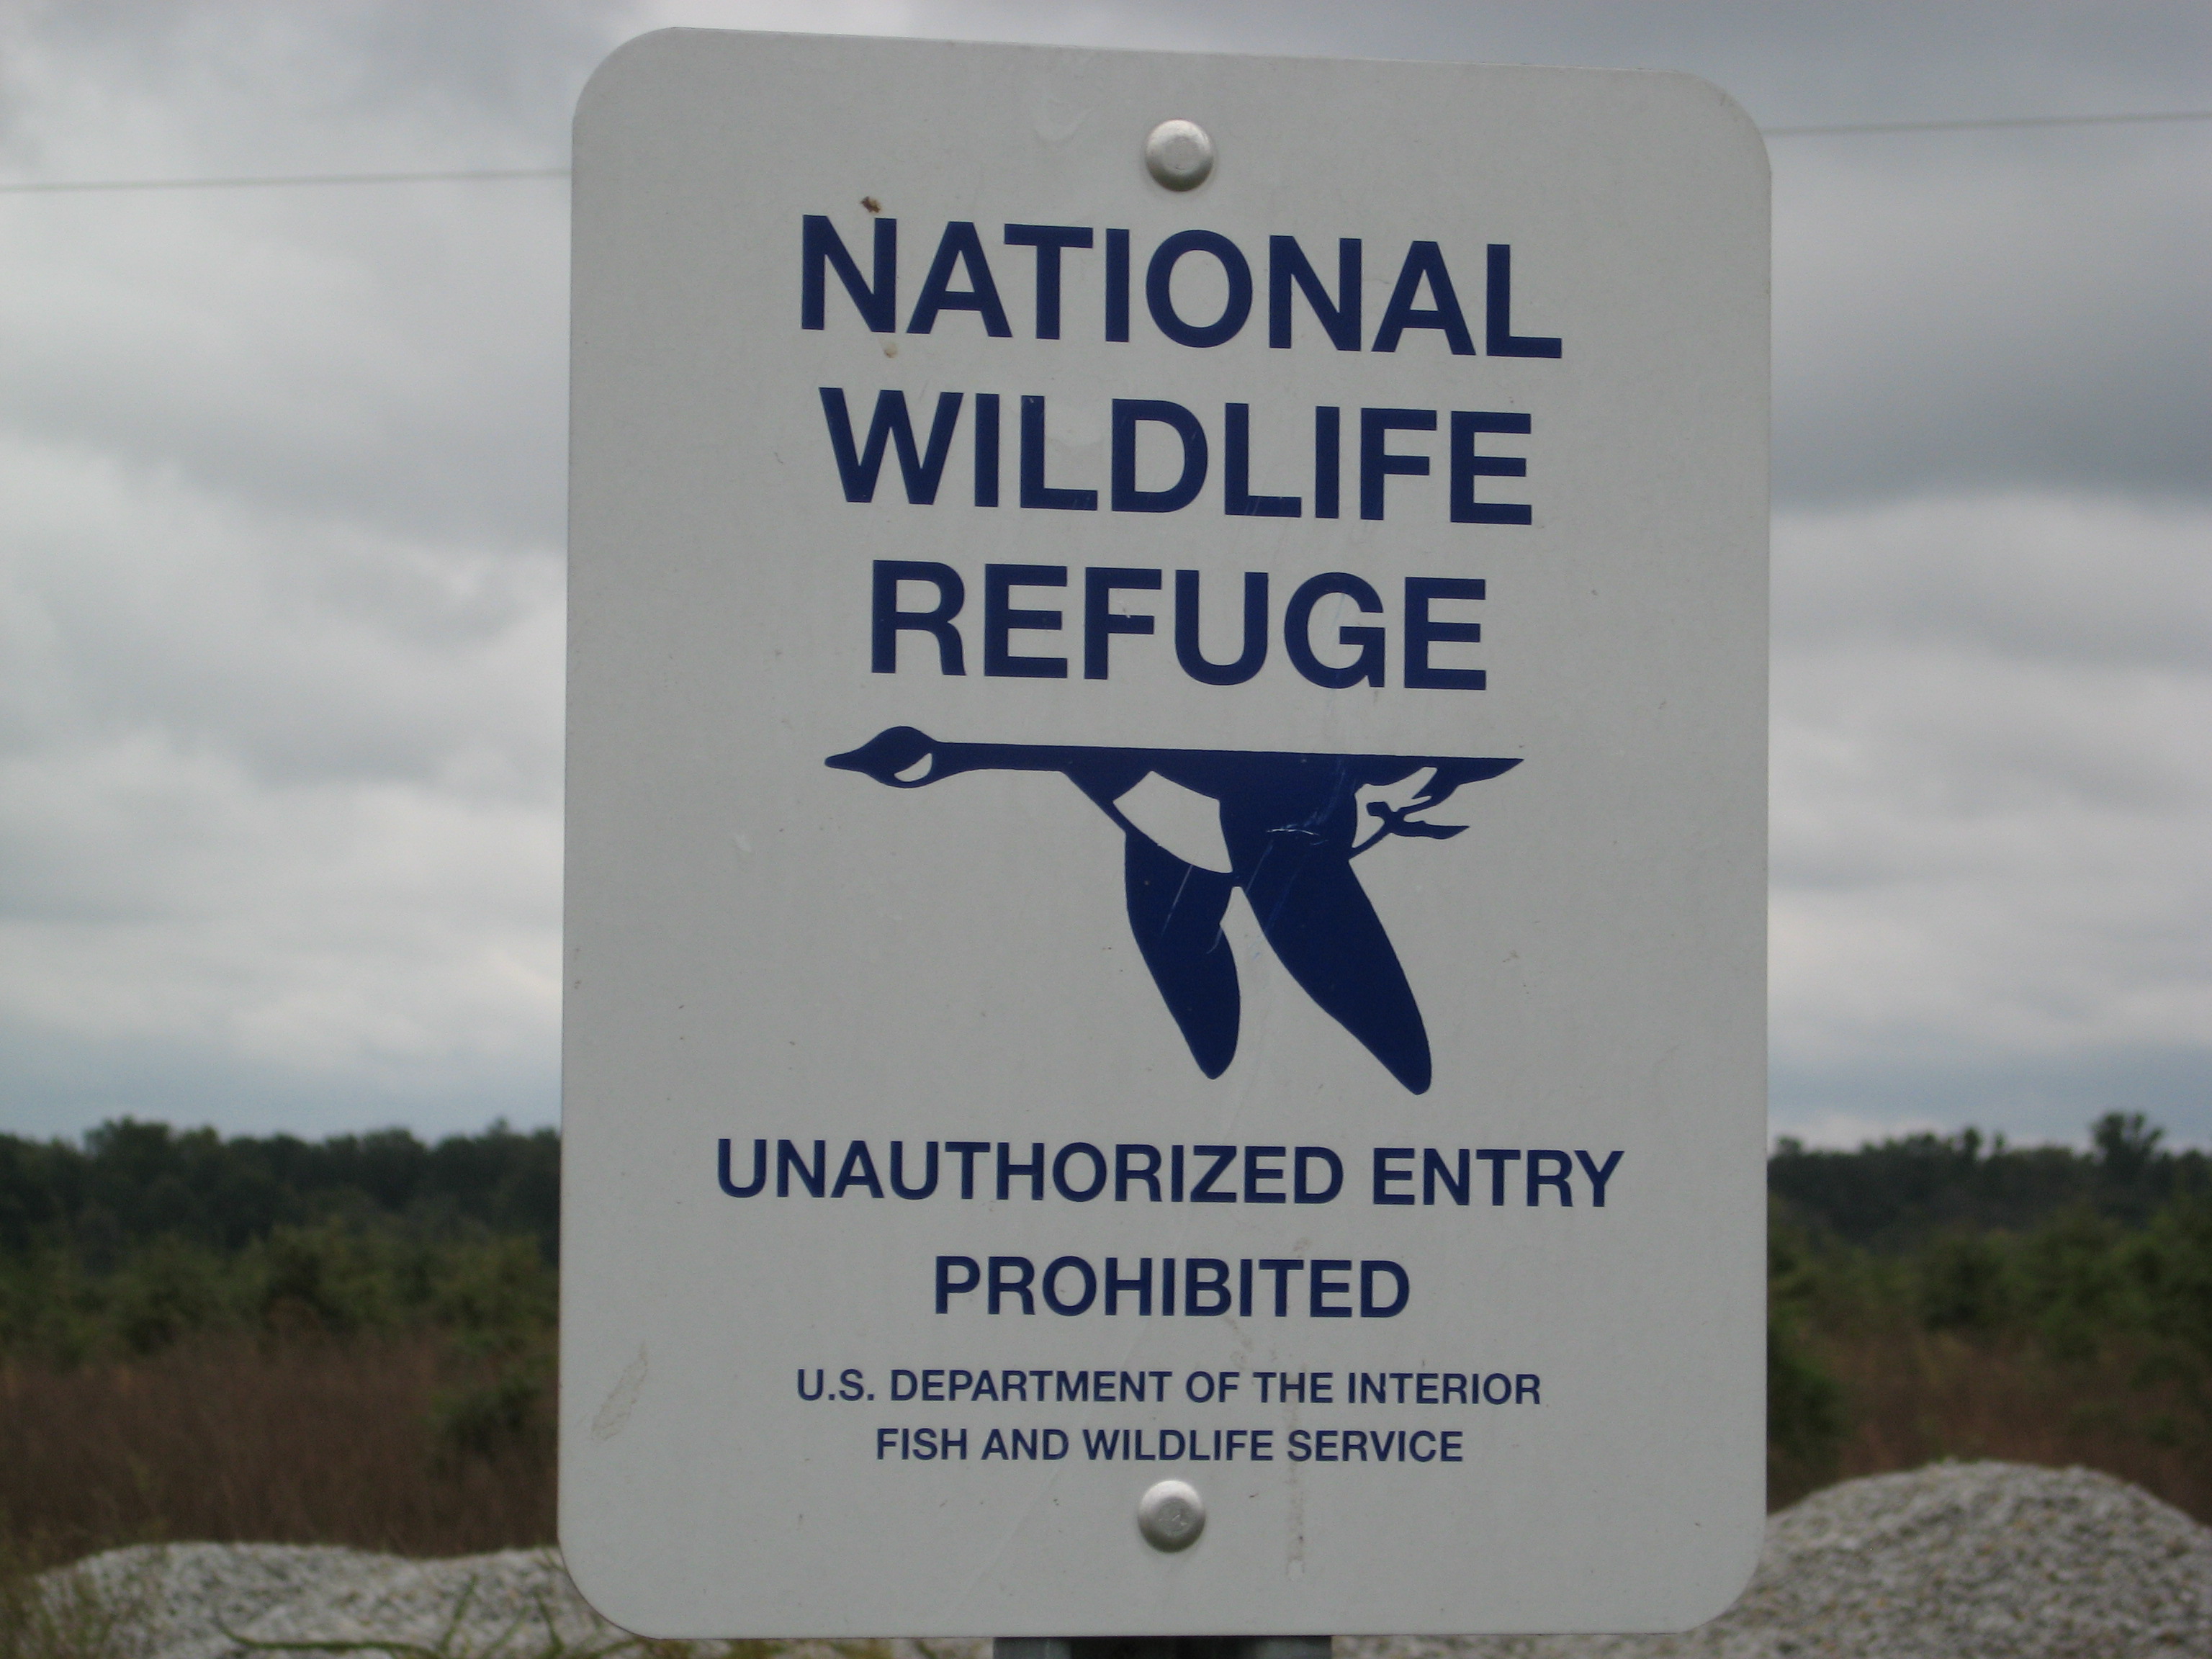 NATIONAL
WILDLIFE
REFUGE
UNAUTHORIZED ENTRY
PROHIBITED
U.S. DEPARTMENT OF THE INTERIOR
FISH AND WILDLIFE SERVICE